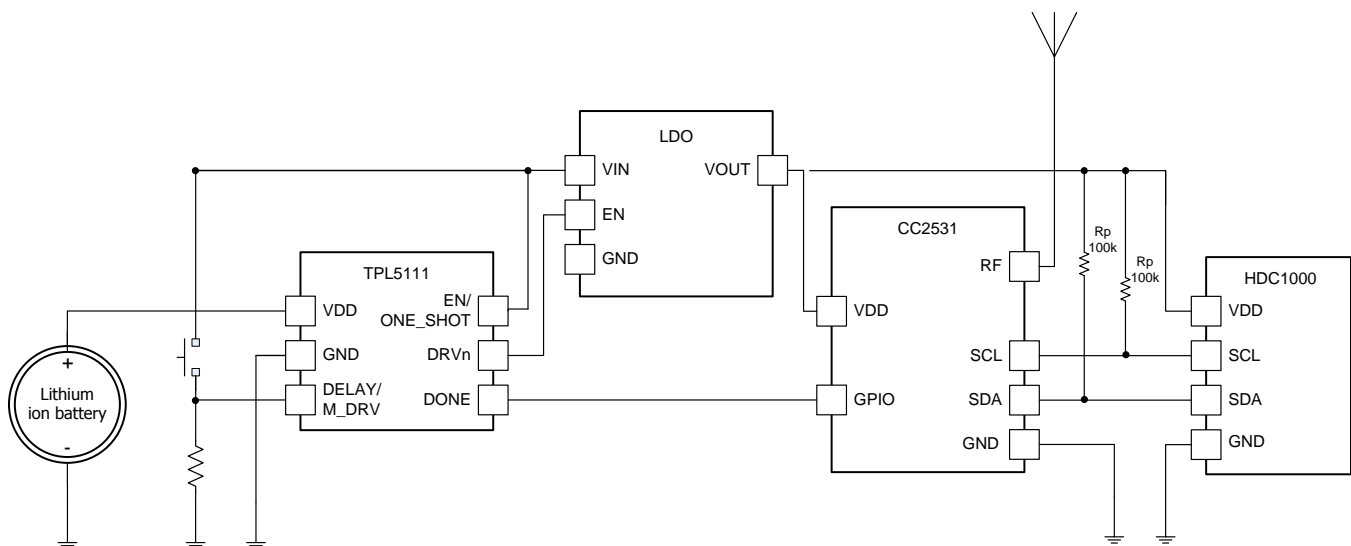 LDO
VIN
VOUT
EN
GND
TPL5111
VDD
EN/
ONE_SHOT
GND
DRVn
DELAY/
M_DRV
DONE
+
Lithium
ion battery
-
CC2531
RF
VDD
SCL
GPIO
SDA
GND
Rp
100k
Rp
100k
HDC1000
VDD
SCL
SDA
GND